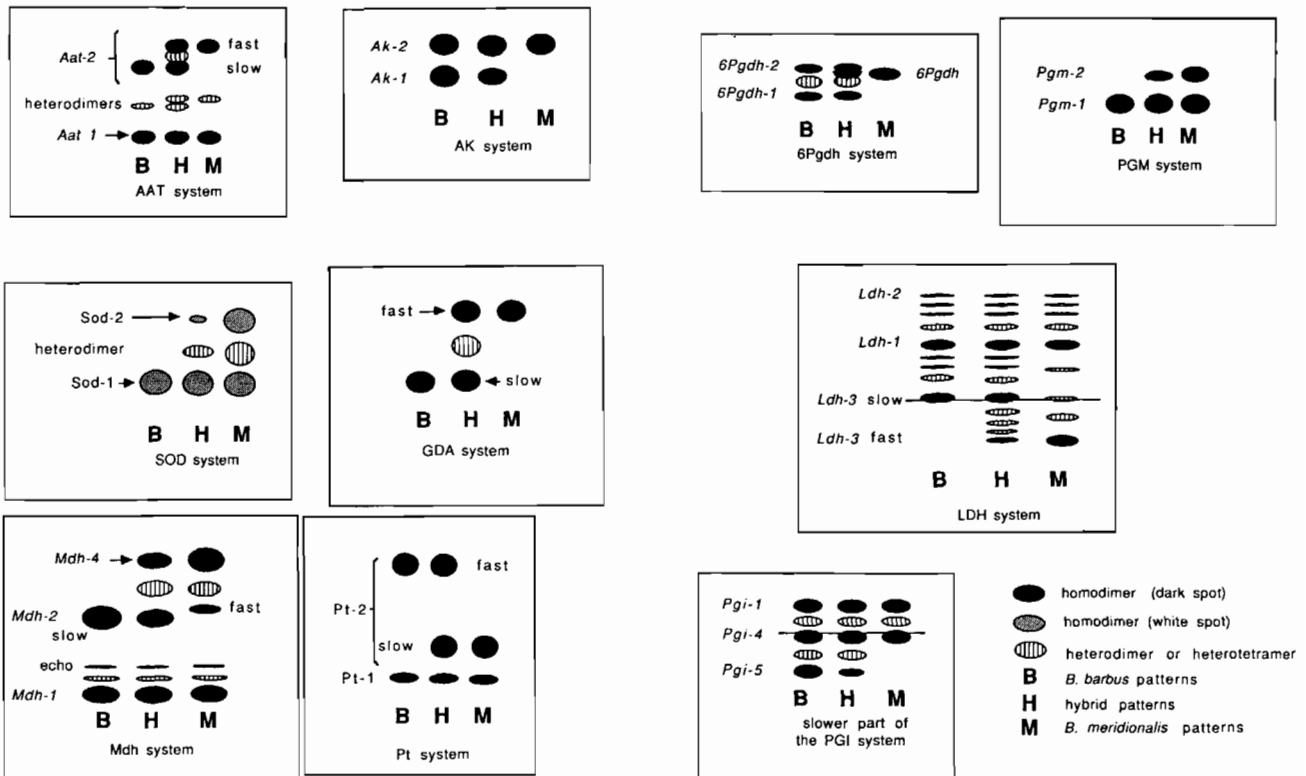 Aat-2
fast
slow
heterodimers
Aat 1
B H M
AAT system
Ak-2
Ak-1
B H M
AK system
6Pgdh-2
6Pgdh
6Pgdh-1
B H M
6Pgdh system
Pgm-2
Pgm-1
B H M
PGM system
Sod-2
heterodimer
Sod-1
B H M
SOD system
fast
slow
B H M
GDA system
Ldh-2
Ldh-1
Ldh-3 slow
Ldh-3 fast
B H M
LDH system
Mdh-4
Mdh-2
fast
slow
echo
Mdh-1
B H M
Mdh system
fast
Pt-2
slow
Pt-1
B H M
Pt system
Pgi-1
Pgi-4
Pgi-5
B H M
slower part of
the PGI system
homodimer (dark spot)
homodimer (white spot)
heterodimer or heterotetramer
B B. barbus patterns
H hybrid patterns
M B. meridionalis patterns